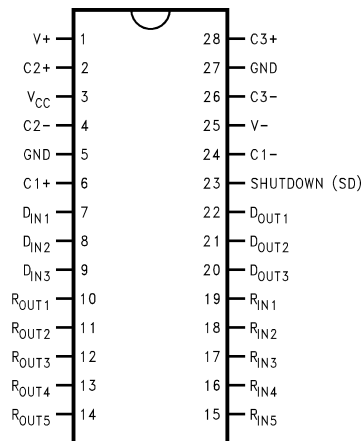 V+ 1 28 C3+
C2+ 2 27 GND
VCC 3 26 C3-
C2- 4 25 V-
GND 5 24 C1-
C1+ 6 23 SHUTDOWN (SD)
DIN1 7 22 DOUT1
DIN2 8 21 DOUT2
DIN3 9 20 DOUT3
ROUT1 10 19 RIN1
ROUT2 11 18 RIN2
ROUT3 12 17 RIN3
ROUT4 13 16 RIN4
ROUT5 14 15 RIN5